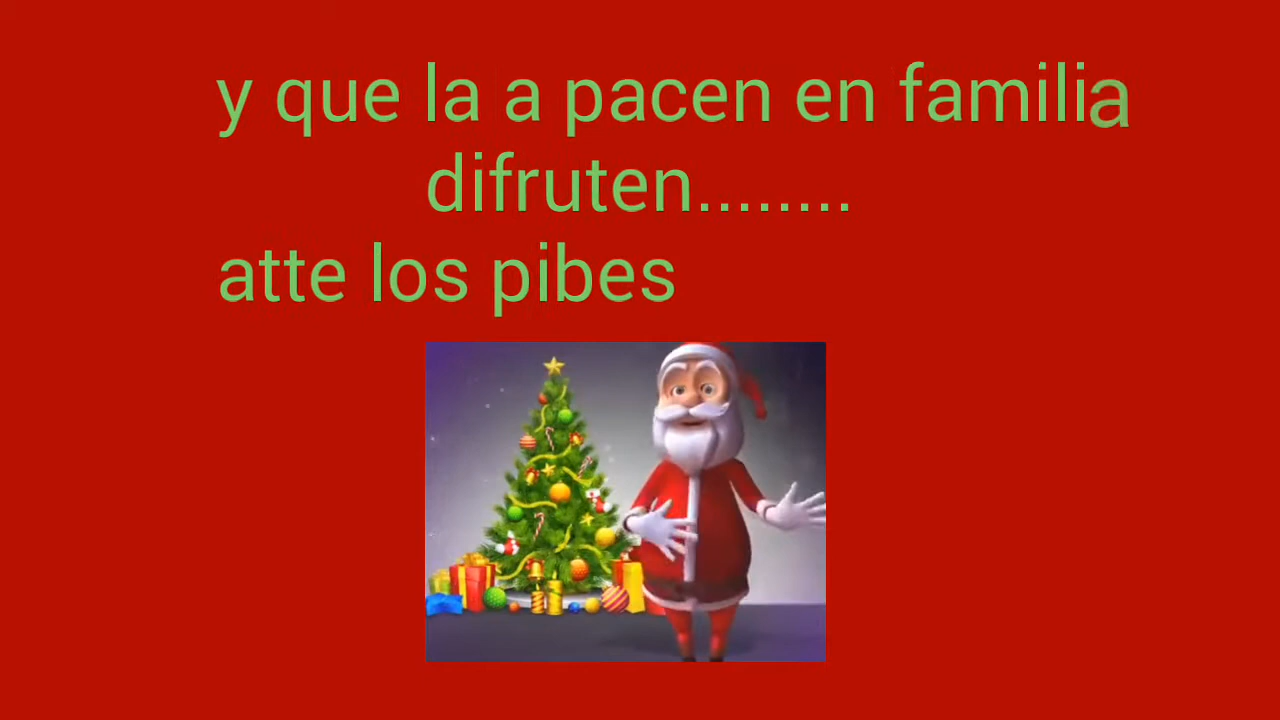 y que la a pacen en familia
difruten........
atte los pibes